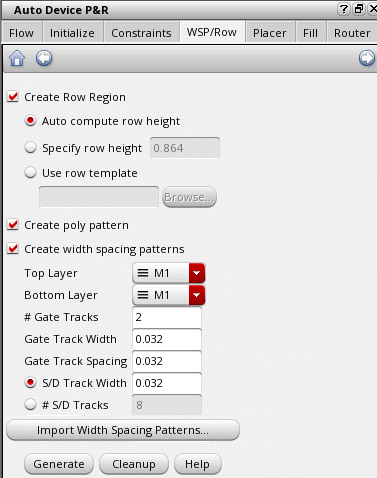 Auto Device P&R
Flow Initialize Constraints WSP/Row Placer Fill Router
Create Row Region
Auto compute row height
Specify row height 0.864
Use row template
Browse...
Create poly pattern
Create width spacing patterns
Top Layer M1
Bottom Layer M1
# Gate Tracks 2
Gate Track Width 0.032
Gate Track Spacing 0.032
S/D Track Width 0.032
# S/D Tracks 8
Import Width Spacing Patterns...
Generate Cleanup Help